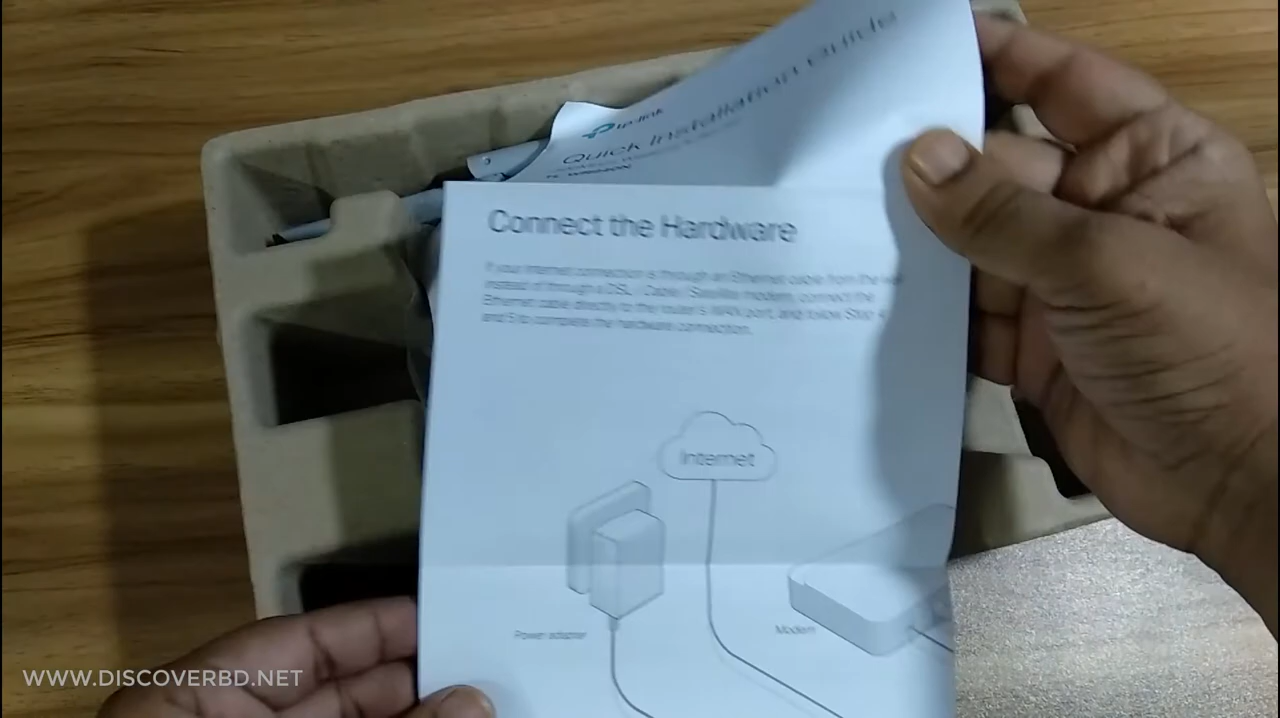 tp-link
Quick Installation Guide
Connect the Hardware
If your internet connection is through an Ethernet cable from the wall
instead of through a DSL / Cable / Satellite modem, connect the
Ethernet cable directly to the router's WAN port, and follow Step 4
and 5 to complete the hardware connection.
Internet
Power adapter
Modem
WWW.DISCOVERBD.NET